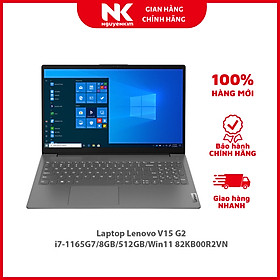 NK
NGUYENKIM
GIAN HÀNG
CHÍNH HÃNG
100%
HÀNG MỚI
Bảo hành
CHÍNH HÃNG
Giao hàng
NHANH
Laptop Lenovo V15 G2
i7-1165G7/8GB/512GB/Win11 82KB00R2VN